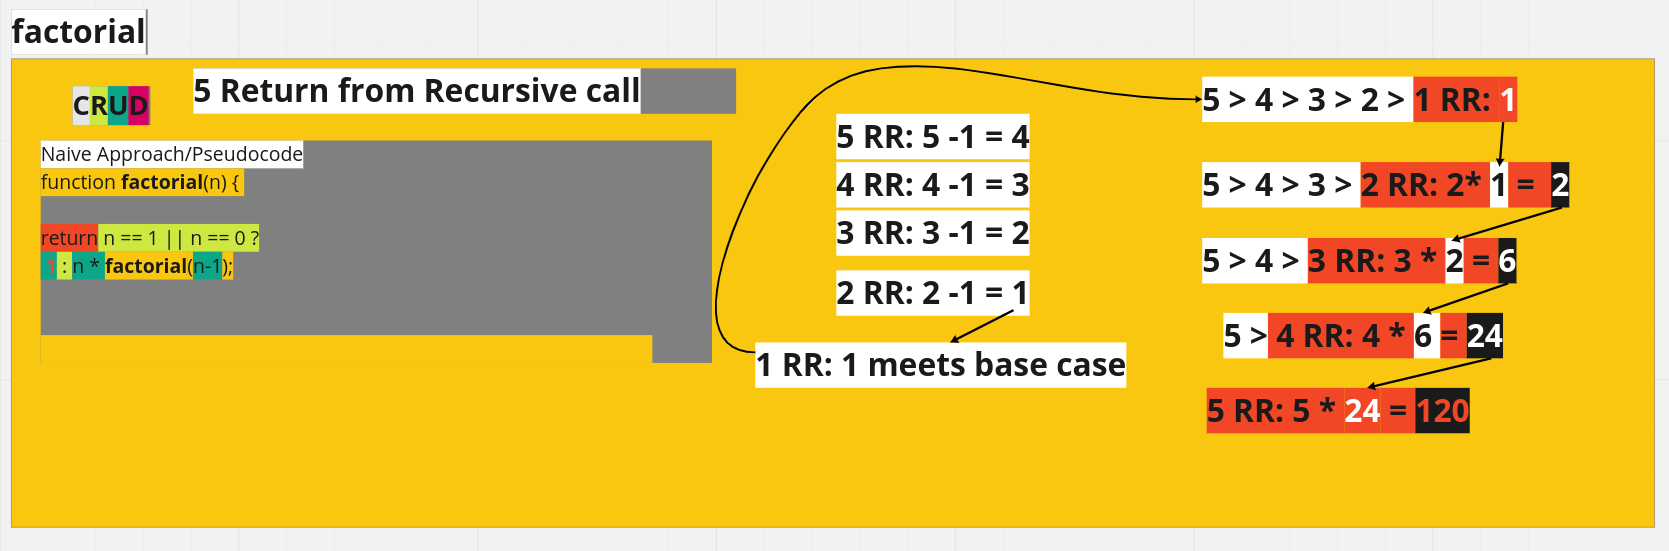 factorial
CRUD
5 Return from Recursive call
Naive Approach/Pseudocode
function factorial(n) {
return n == 1 || n == 0 ?
1 : n * factorial(n-1);
5 RR: 5 -1 = 4
4 RR: 4 -1 = 3
3 RR: 3 -1 = 2
2 RR: 2 -1 = 1
1 RR: 1 meets base case
5 > 4 > 3 > 2 > 1 RR: 1
5 > 4 > 3 > 2 RR: 2* 1 = 2
5 > 4 > 3 RR: 3 * 2 = 6
5 > 4 RR: 4 * 6 = 24
5 RR: 5 * 24 = 120